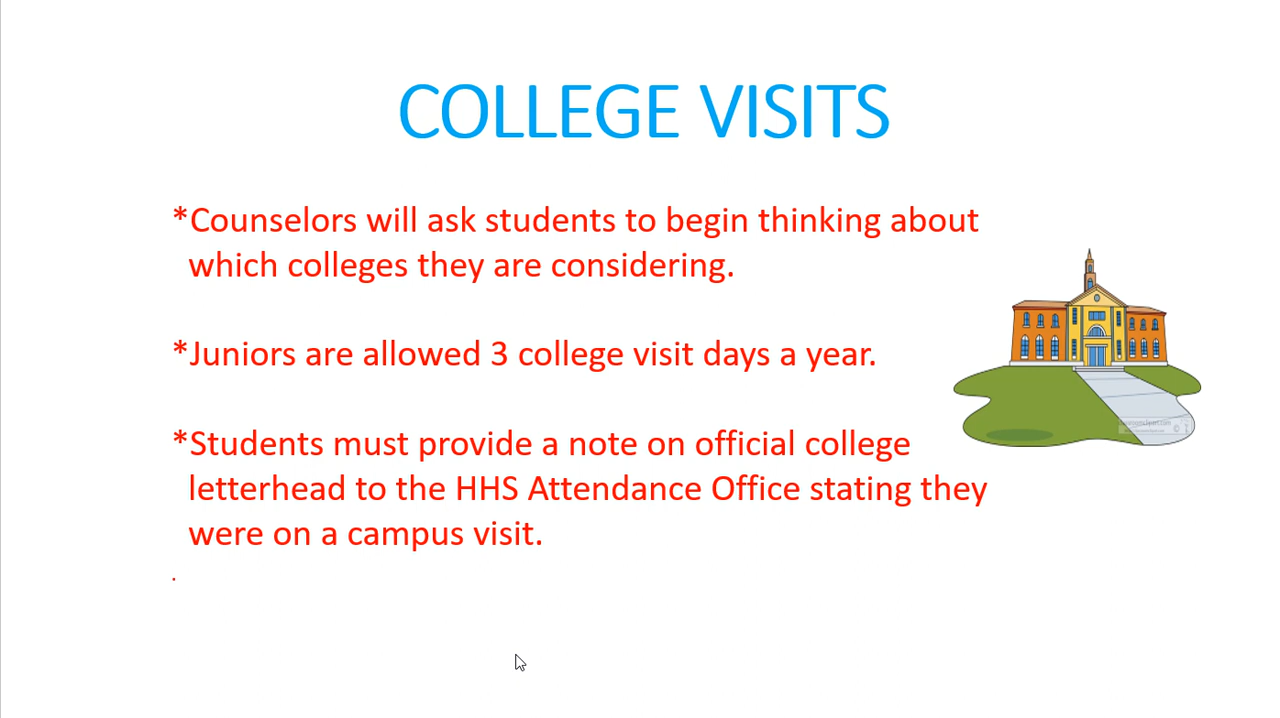 COLLEGE VISITS
*Counselors will ask students to begin thinking about
which colleges they are considering.
*Juniors are allowed 3 college visit days a year.
*Students must provide a note on official college
letterhead to the HHS Attendance Office stating they
were on a campus visit.
.